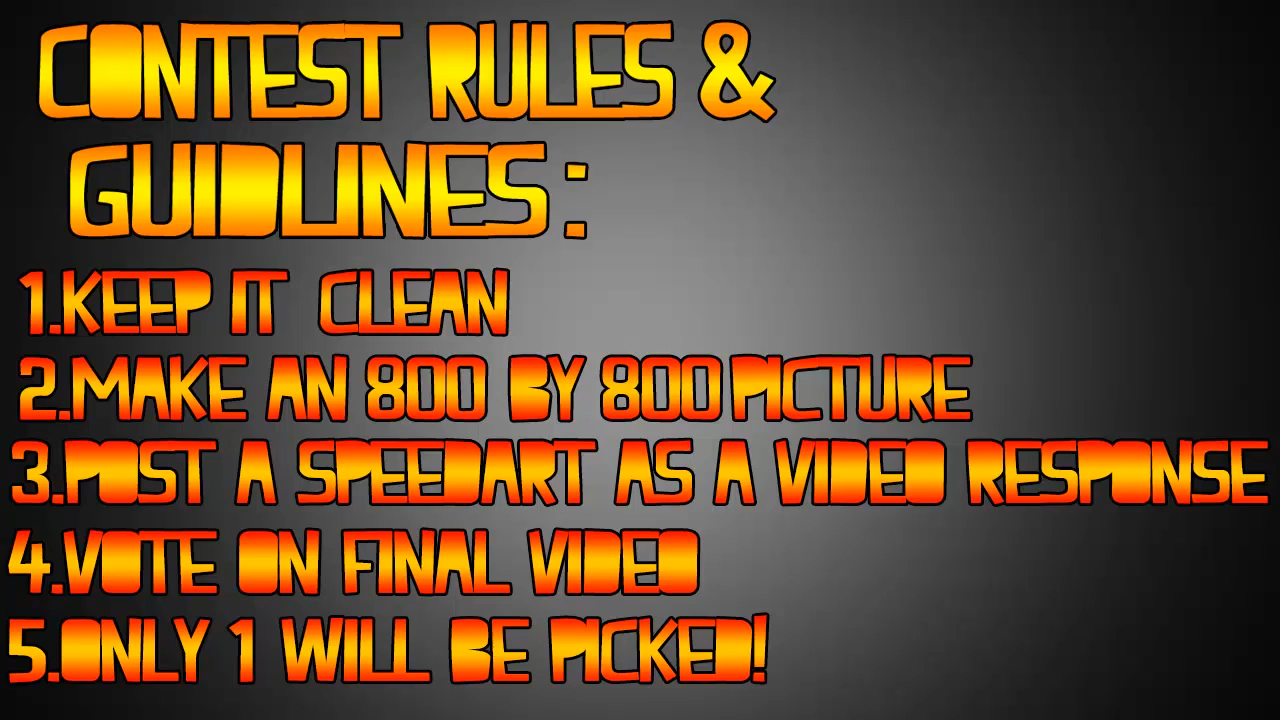 CONTEST RULES &
GUIDLINES :
1.KEEP IT CLEAN
2.MAKE AN 800 BY 800 PICTURE
3.POST A SPEEDART AS A VIDEO RESPONSE
4.VOTE ON FINAL VIDEO
5.ONLY 1 WILL BE PICKED!